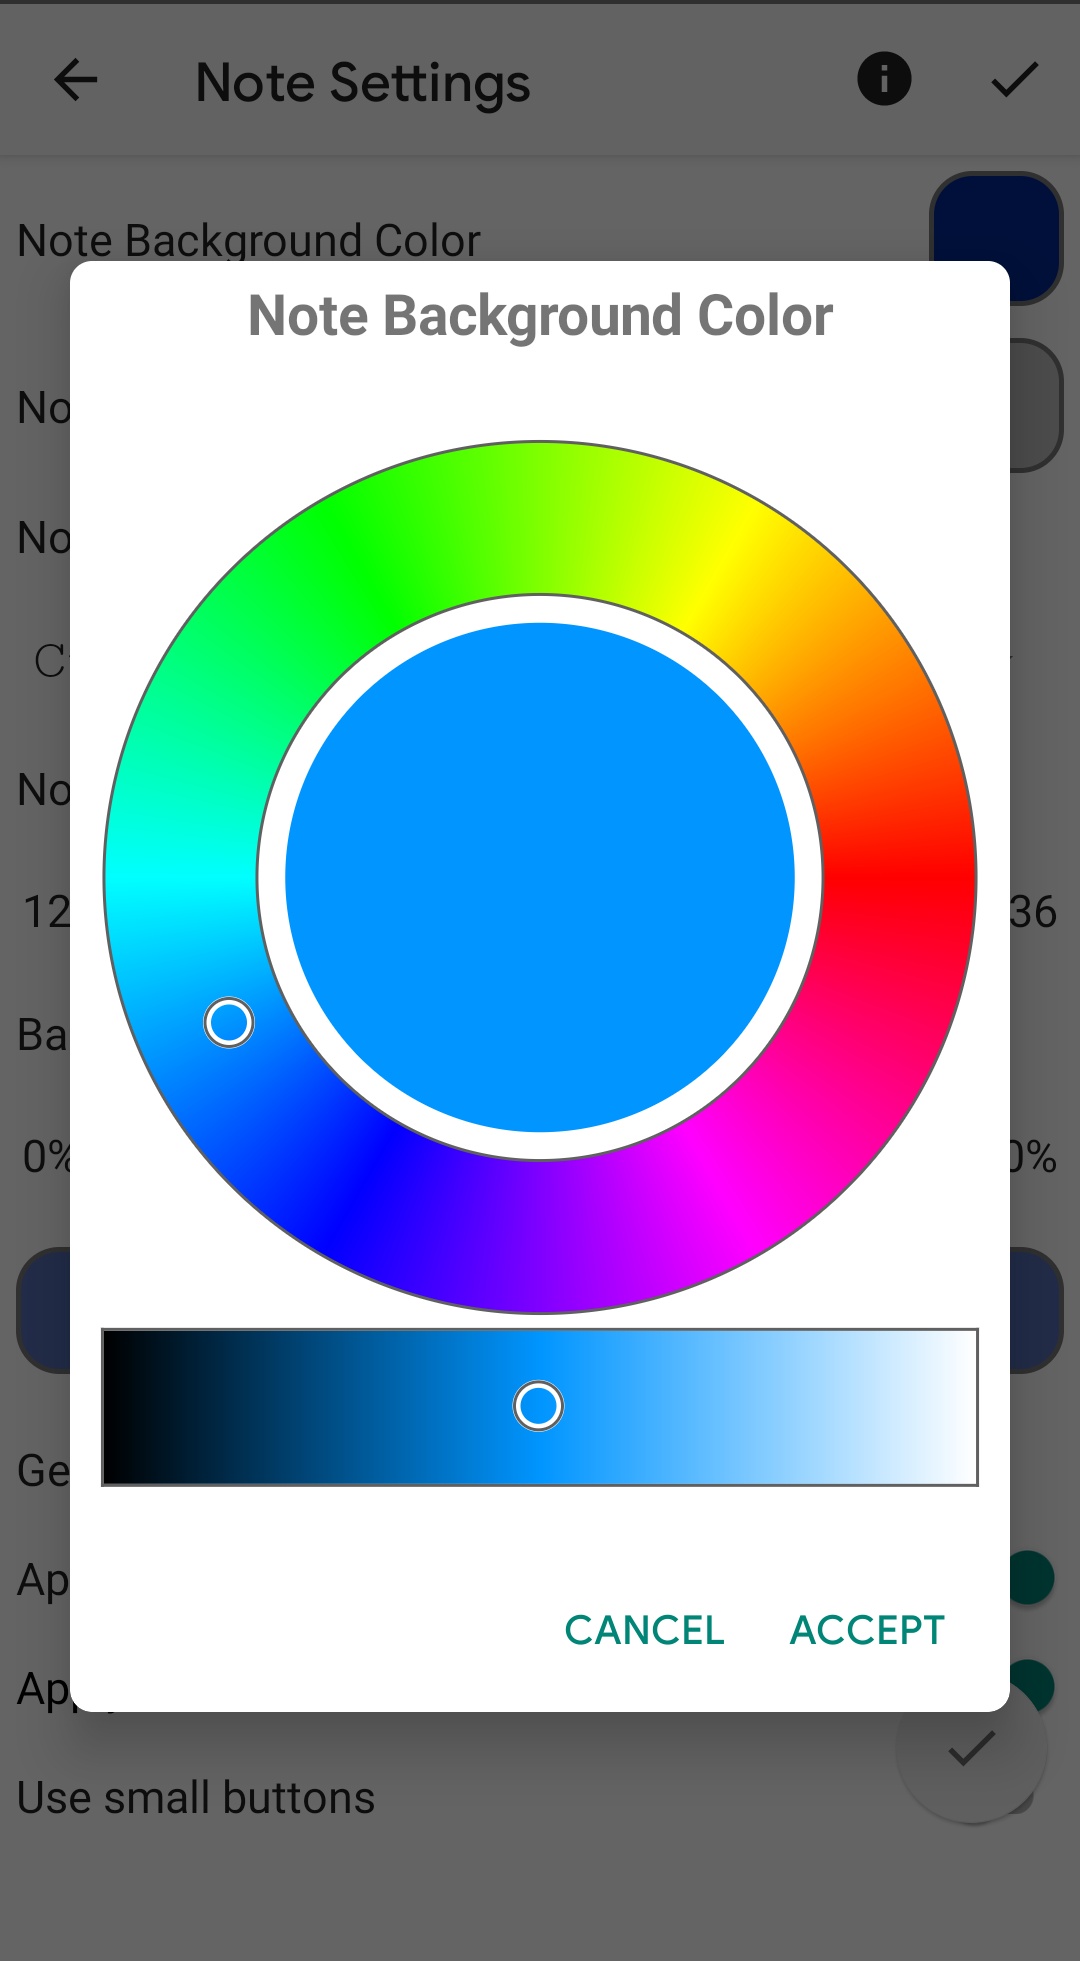 Note Settings
Note Background Color
Note Background Color
No
No
No
12
36
Ba
0%
0%
Ge
CANCEL
ACCEPT
Ap
Ap
Use small buttons